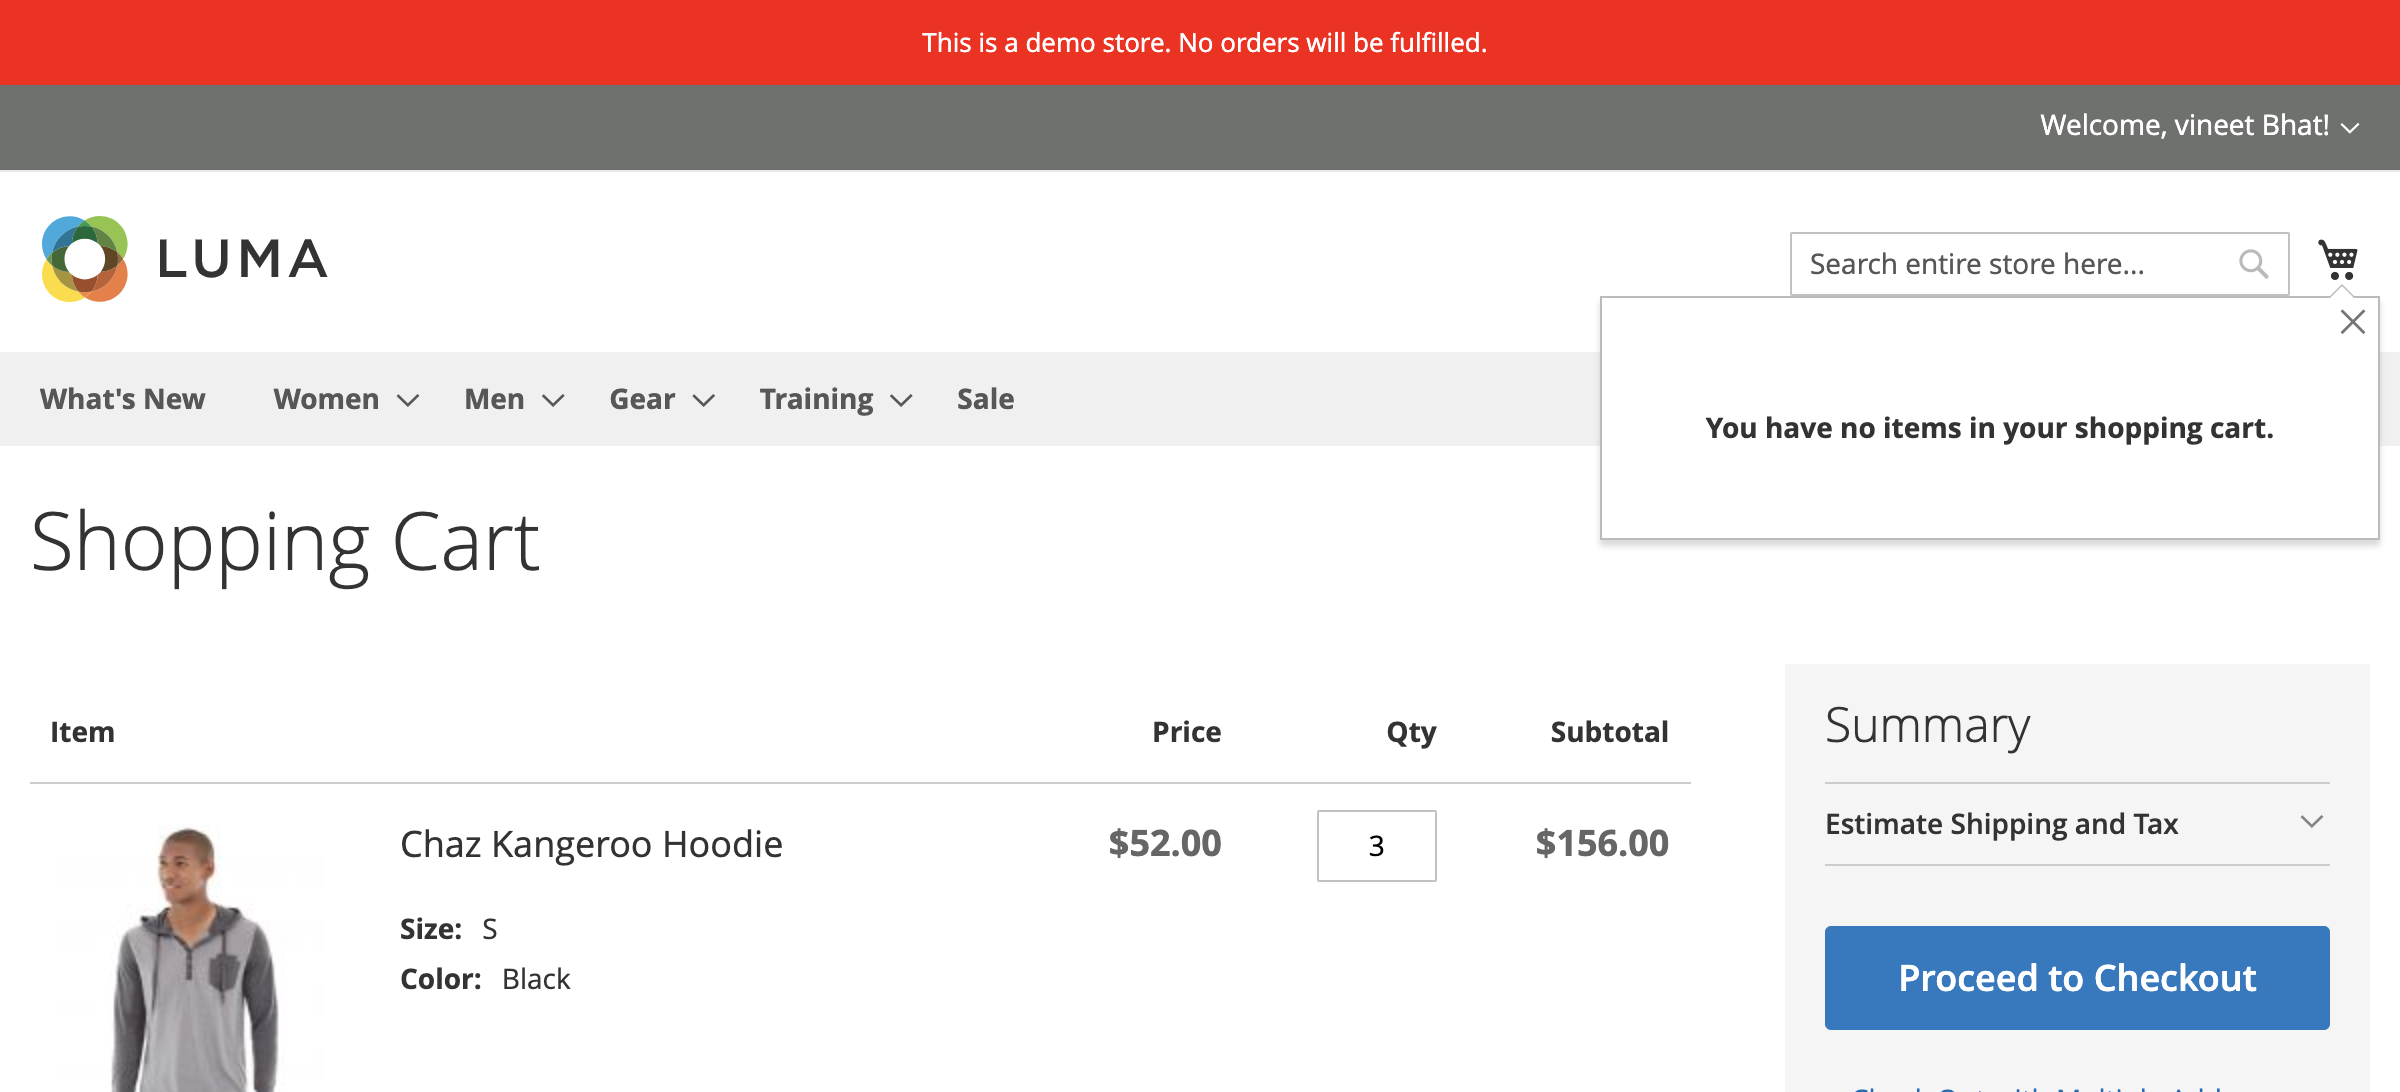 This is a demo store. No orders will be fulfilled.
Welcome, vineet Bhat!
LUMA
Search entire store here...
What's New Women Men Gear Training Sale
You have no items in your shopping cart.
Shopping Cart
Item Price Qty Subtotal
Chaz Kangeroo Hoodie $52.00 3 $156.00
Size: S
Color: Black
Summary
Estimate Shipping and Tax
Proceed to Checkout